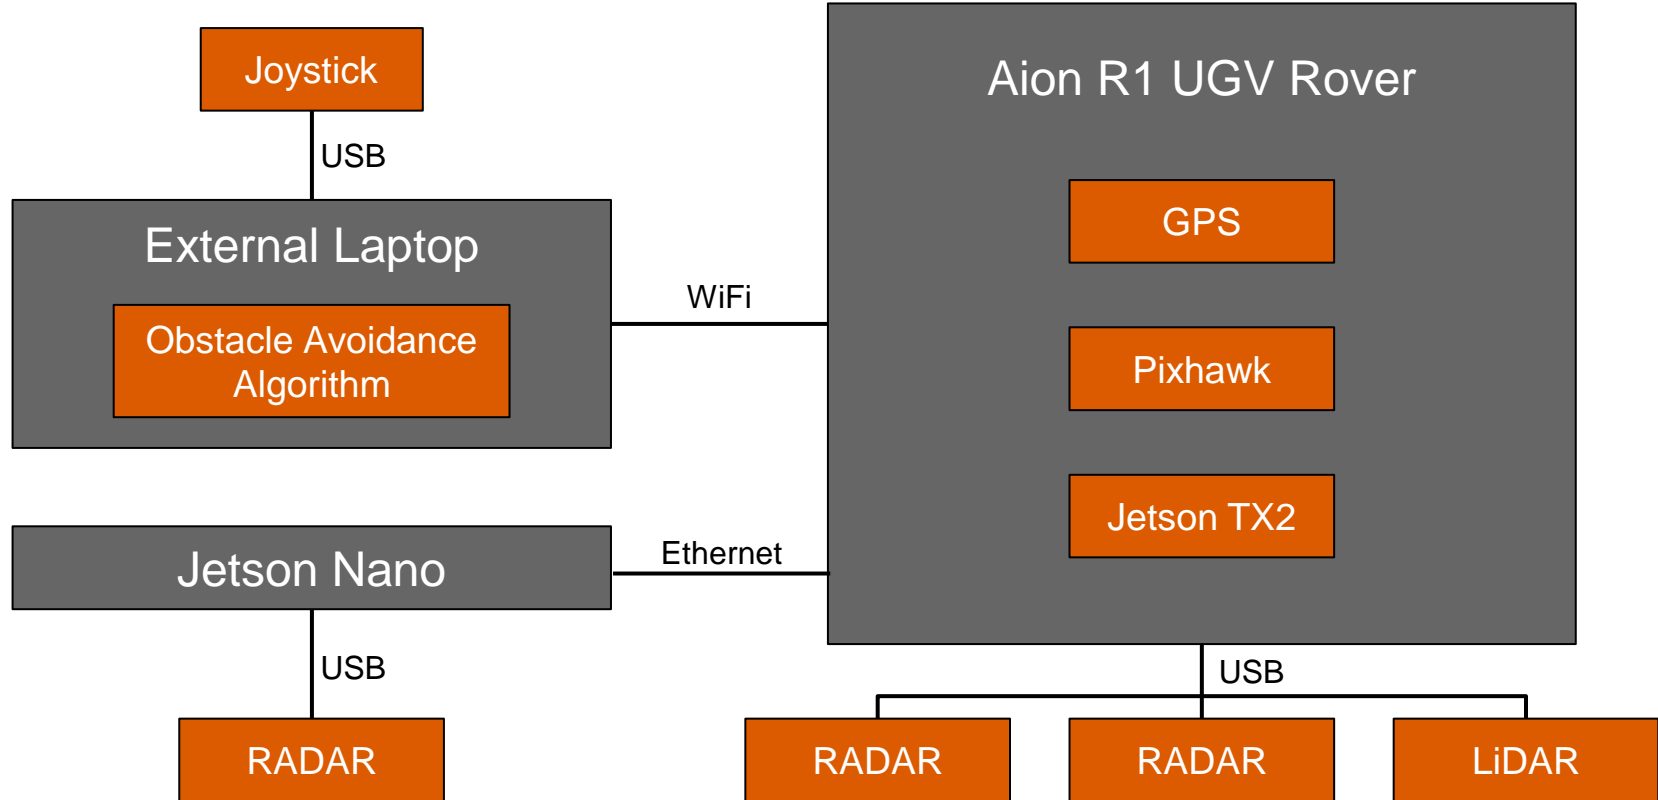 Joystick
USB
External Laptop
Obstacle Avoidance
Algorithm
WiFi
Aion R1 UGV Rover
GPS
Pixhawk
Jetson TX2
Jetson Nano
Ethernet
USB
RADAR
USB
RADAR
RADAR
LiDAR